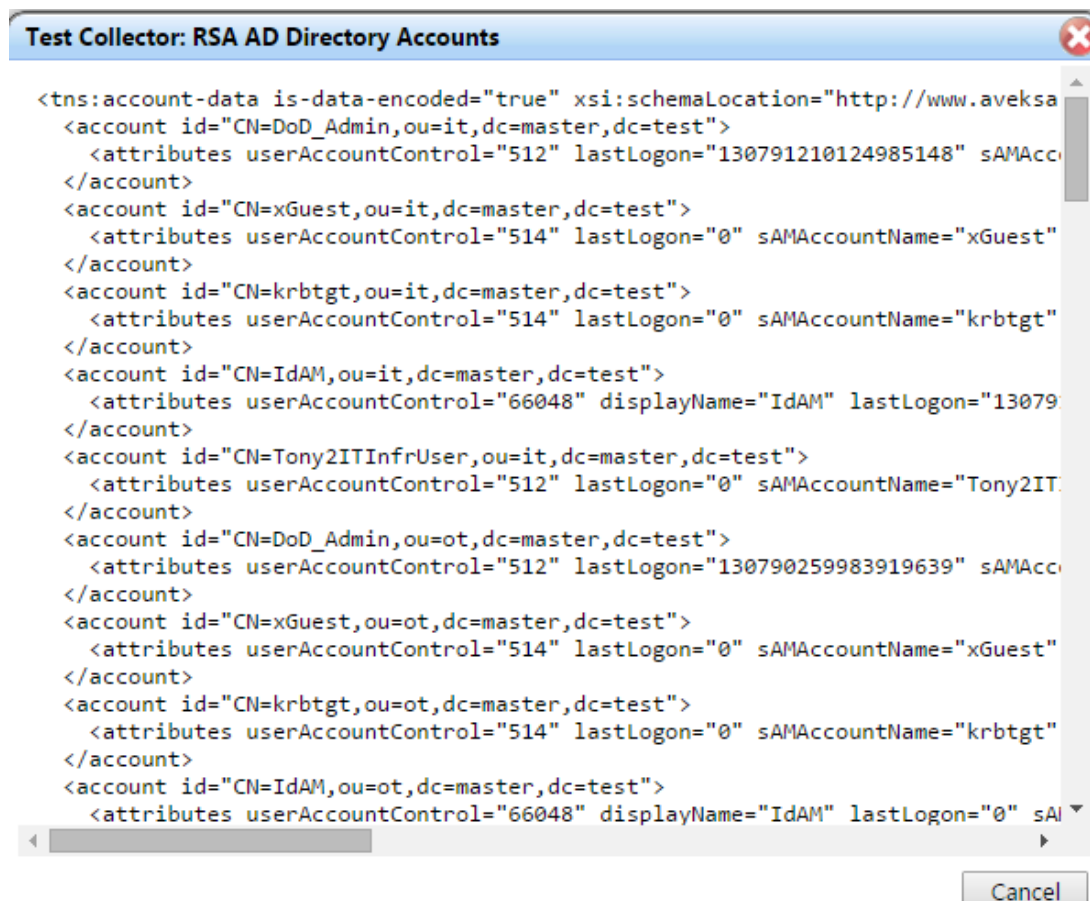 Test Collector: RSA AD Directory Accounts
<tns:account-data is-data-encoded="true" xsi:schemaLocation="http://www.aveksa
<account id="CN=DoD_Admin,ou=it,dc=master,dc=test">
<attributes userAccountControl="512" lastLogon="130791210124985148" sAMAcc
</account>
<account id="CN=xGuest,ou=it,dc=master,dc=test">
<attributes userAccountControl="514" lastLogon="0" sAMAccountName="xGuest"
</account>
<account id="CN=krbtgt,ou=it,dc=master,dc=test">
<attributes userAccountControl="514" lastLogon="0" sAMAccountName="krbtgt"
</account>
<account id="CN=IdAM,ou=it,dc=master,dc=test">
<attributes userAccountControl="66048" displayName="IdAM" lastLogon="13079
</account>
<account id="CN=Tony2ITInfrUser,ou=it,dc=master,dc=test">
<attributes userAccountControl="512" lastLogon="0" sAMAccountName="Tony2IT
</account>
<account id="CN=DoD_Admin,ou=ot,dc=master,dc=test">
<attributes userAccountControl="512" lastLogon="130790259983919639" sAMAcc
</account>
<account id="CN=xGuest,ou=ot,dc=master,dc=test">
<attributes userAccountControl="514" lastLogon="0" sAMAccountName="xGuest"
</account>
<account id="CN=krbtgt,ou=ot,dc=master,dc=test">
<attributes userAccountControl="514" lastLogon="0" sAMAccountName="krbtgt"
</account>
<account id="CN=IdAM,ou=ot,dc=master,dc=test">
<attributes userAccountControl="66048" displayName="IdAM" lastLogon="0" sA
Cancel